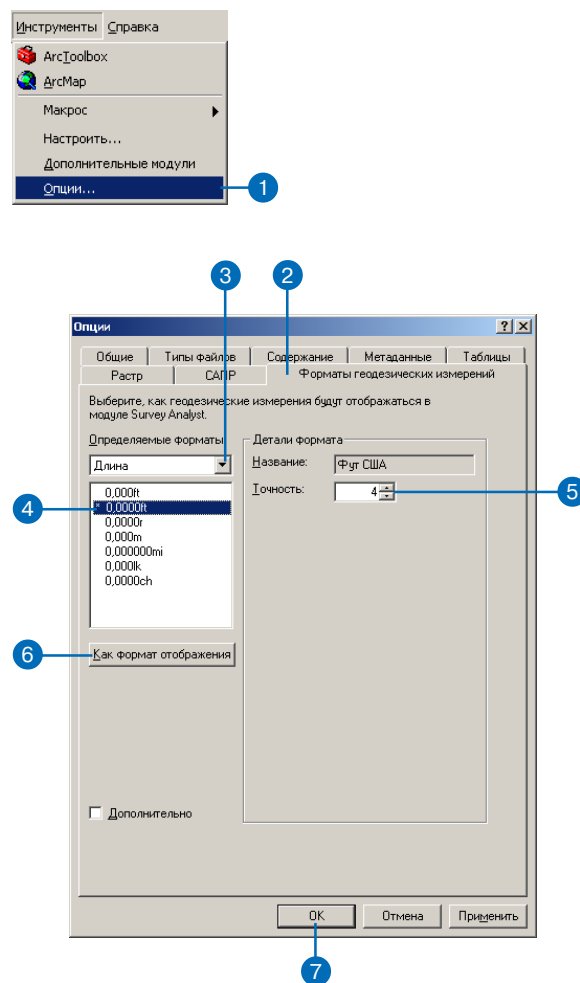 Инструменты Справка
ArcToolbox
ArcMap
Макрос
Настроить...
Дополнительные модули
Опции...
1
3 2
Опции
Общие Типы файлов Содержание Метаданные Таблицы
Растр САПР Форматы геодезических измерений
Выберите, как геодезические измерения будут отображаться в
модуле Survey Analyst.
Определяемые форматы
Длина
0,000ft
* 0,0000ft
0,0000r
0,000m
0,000000mi
0,000lk
0,0000ch
4
Детали формата
Название: Фут США
Точность: 4
5
6
Как формат отображения
Дополнительно
OK Отмена Применить
7